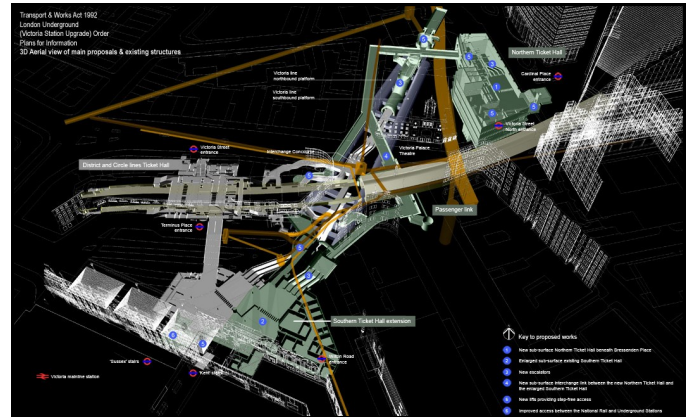 Transport & Works Act 1992
London Underground
(Victoria Station Upgrade) Order
Plans for Information
3D Aerial view of main proposals & existing structures
Northern Ticket Hall
Cardinal Place
entrance
Victoria line
northbound platform
Victoria line
southbound platform
Victoria Street
North entrance
Victoria Street
entrance
Interchange Concourse
Victoria Palace
Theatre
District and Circle lines Ticket Hall
Passenger link
Terminus Place
entrance
Southern Ticket Hall extension
Wilton Road
entrance
'Sussex' stairs
'Kent' stairs
Victoria mainline station
Key to proposed works
1 New sub-surface Northern Ticket Hall beneath Bressenden Place
2 Enlarged sub-surface existing Southern Ticket Hall
3 New escalators
4 New sub-surface interchange link between the new Northern Ticket Hall and
the enlarged Southern Ticket Hall
5 New lifts providing step-free access
6 Improved access between the National Rail and Underground Stations